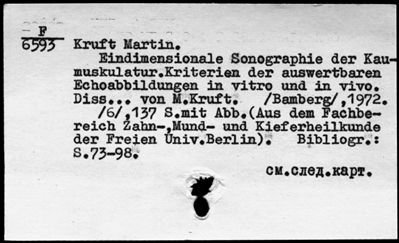 F
6593
Kruft Martin.
Eindimensionale Sonographie der Kau-
muskulatur.Kriterien der auswertbaren
Echoabbildungen in vitro und in vivo.
Diss... von M.Kruft. /Bamberg/,1972.
/6/,137 S.mit Abb.(Aus dem Fachbe-
reich Zahn-,Mund- und Kieferheilkunde
der Freien Univ.Berlin). Bibliogr.:
S.73-98.
см.след.карт.